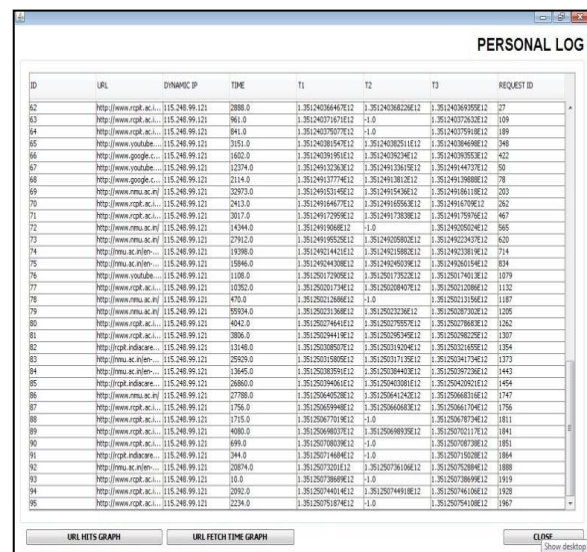 PERSONAL LOG
ID URL DYNAMIC IP TIME T1 T2 T3 REQUEST ID
62 http://www.rcpit.ac.i... 115.248.99.121 2888.0 1.351240366467E12 1.351240368226E12 1.351240369355E12 27
63 http://www.rcpit.ac.i... 115.248.99.121 961.0 1.351240371671E12 -1.0 1.351240372632E12 109
64 http://www.rcpit.ac.i... 115.248.99.121 841.0 1.351240375077E12 -1.0 1.351240375918E12 189
65 http://www.youtube.... 115.248.99.121 3151.0 1.351240381547E12 1.351240382511E12 1.351240384698E12 348
66 http://www.google.c... 115.248.99.121 1602.0 1.351240391951E12 1.35124039234E12 1.351240393553E12 422
67 http://www.youtube.... 115.248.99.121 12374.0 1.351249132363E12 1.351249133615E12 1.351249144737E12 50
68 http://www.google.c... 115.248.99.121 2114.0 1.351249137774E12 1.35124913812E12 1.351249139888E12 78
69 http://www.nmu.ac.in/ 115.248.99.121 32973.0 1.351249153145E12 1.35124915436E12 1.351249186118E12 203
70 http://www.rcpit.ac.i... 115.248.99.121 2413.0 1.351249164677E12 1.351249165563E12 1.35124916709E12 262
71 http://www.rcpit.ac.i... 115.248.99.121 3017.0 1.351249172959E12 1.351249173838E12 1.351249175976E12 467
72 http://www.nmu.ac.in/ 115.248.99.121 14344.0 1.35124919068E12 -1.0 1.351249205024E12 565
73 http://www.nmu.ac.in/ 115.248.99.121 27912.0 1.351249195525E12 1.351249205802E12 1.351249223437E12 620
74 http://nmu.ac.in/en-... 115.248.99.121 19398.0 1.351249214421E12 1.351249215882E12 1.351249233819E12 714
75 http://nmu.ac.in/en-... 115.248.99.121 15846.0 1.351249244308E12 1.351249245039E12 1.351249260154E12 834
76 http://www.youtube.... 115.248.99.121 1108.0 1.351250172905E12 1.351250173522E12 1.351250174013E12 1079
77 http://www.rcpit.ac.i... 115.248.99.121 10352.0 1.351250201734E12 1.351250208407E12 1.351250212086E12 1132
78 http://www.nmu.ac.in/ 115.248.99.121 470.0 1.351250212686E12 -1.0 1.351250213156E12 1187
79 http://www.rcpit.ac.i... 115.248.99.121 55934.0 1.351250231368E12 1.35125023236E12 1.351250287302E12 1205
80 http://www.rcpit.ac.i... 115.248.99.121 4042.0 1.351250274641E12 1.351250275557E12 1.351250278683E12 1262
81 http://www.rcpit.ac.i... 115.248.99.121 3806.0 1.351250294419E12 1.351250295345E12 1.351250298225E12 1307
82 http://rcpit.indiacare... 115.248.99.121 13148.0 1.351250308507E12 1.351250319204E12 1.351250321655E12 1354
83 http://nmu.ac.in/en-... 115.248.99.121 25929.0 1.351250315805E12 1.351250317135E12 1.351250341734E12 1373
84 http://nmu.ac.in/en-... 115.248.99.121 13645.0 1.351250383591E12 1.351250384403E12 1.351250397236E12 1443
85 http://rcpit.indiacare... 115.248.99.121 26860.0 1.351250394061E12 1.351250403081E12 1.351250420921E12 1454
86 http://www.nmu.ac.in/ 115.248.99.121 27788.0 1.351250640528E12 1.351250641242E12 1.351250668316E12 1747
87 http://www.rcpit.ac.i... 115.248.99.121 1756.0 1.351250659948E12 1.351250660683E12 1.351250661704E12 1756
88 http://www.rcpit.ac.i... 115.248.99.121 1715.0 1.351250677019E12 -1.0 1.351250678734E12 1811
89 http://www.rcpit.ac.i... 115.248.99.121 4080.0 1.351250698037E12 1.351250698935E12 1.351250702117E12 1841
90 http://www.rcpit.ac.i... 115.248.99.121 699.0 1.351250708039E12 -1.0 1.351250708738E12 1851
91 http://rcpit.indiacare... 115.248.99.121 344.0 1.351250714684E12 -1.0 1.351250715028E12 1864
92 http://nmu.ac.in/en-... 115.248.99.121 20874.0 1.35125073201E12 1.351250736106E12 1.351250752884E12 1888
93 http://www.rcpit.ac.i... 115.248.99.121 10.0 1.351250738689E12 -1.0 1.351250738699E12 1919
94 http://www.rcpit.ac.i... 115.248.99.121 2092.0 1.351250744014E12 1.351250744918E12 1.351250746106E12 1928
95 http://www.rcpit.ac.i... 115.248.99.121 2234.0 1.351250751874E12 -1.0 1.351250754108E12 1967
URL HITS GRAPH URL FETCH TIME GRAPH CLOSE
Show desktop